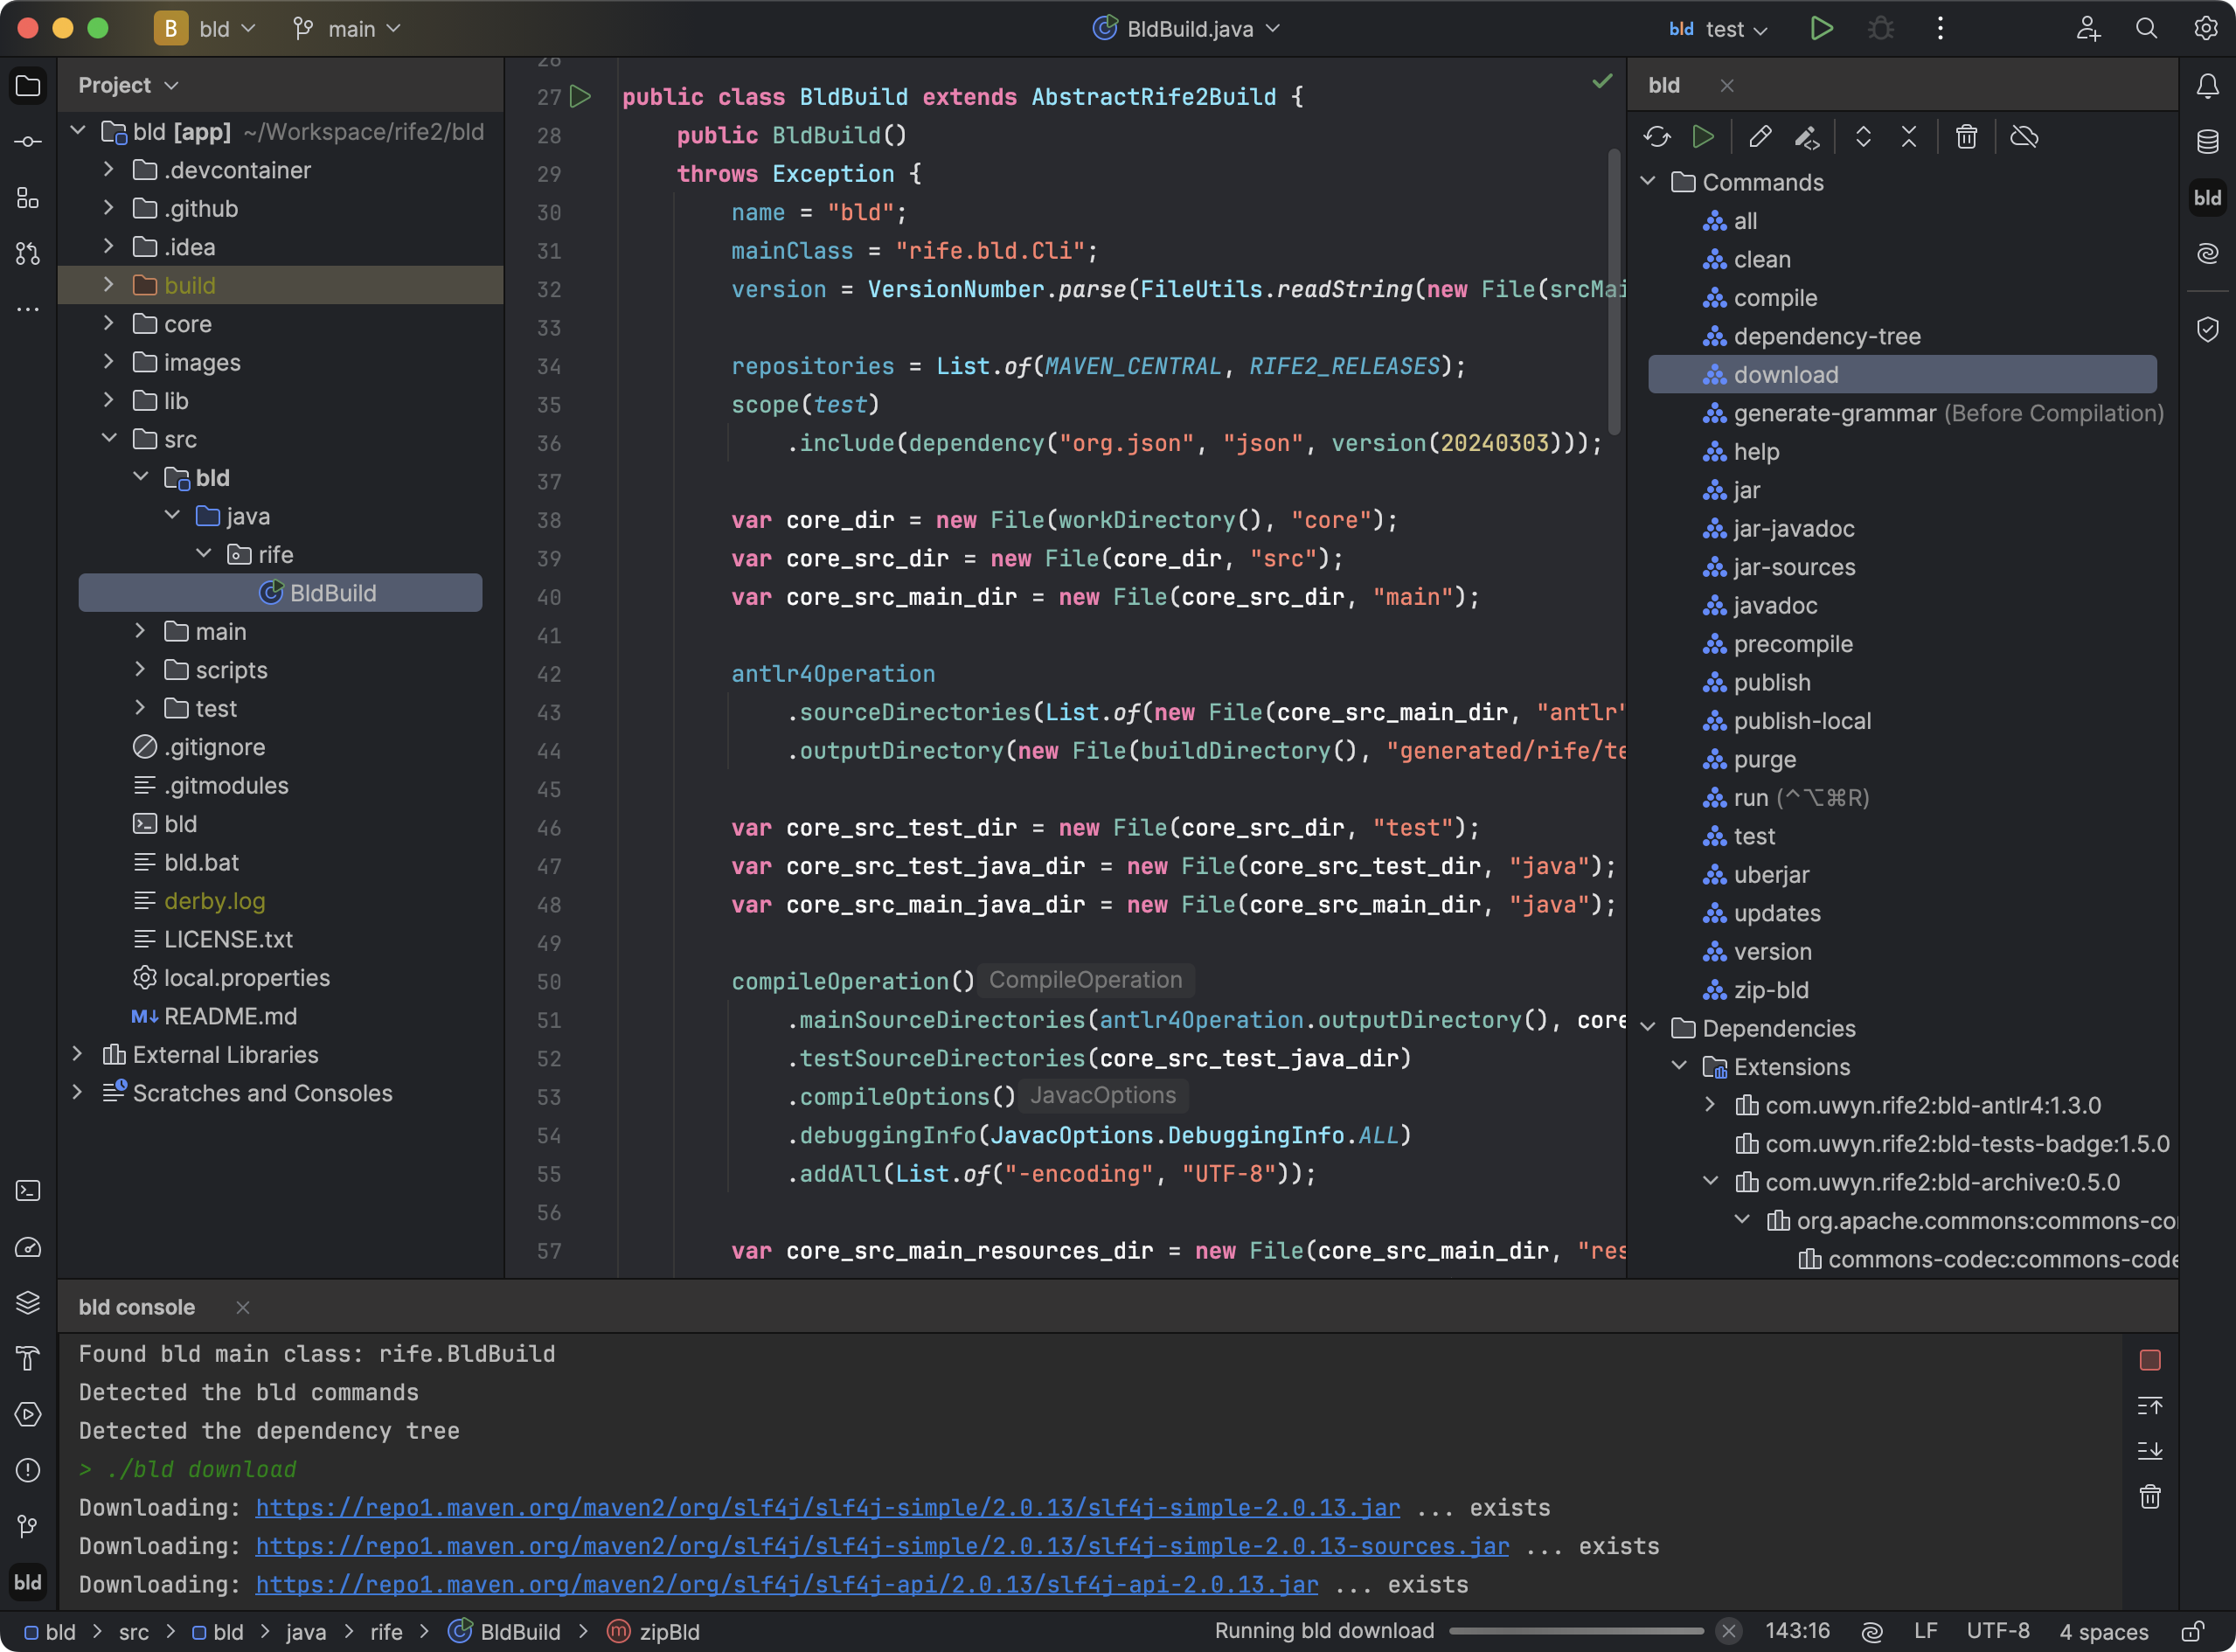 B bld main
BldBuild.java
bld test
Project
bld [app] ~/Workspace/rife2/bld
.devcontainer
.github
.idea
build
core
images
lib
src
bld
java
rife
BldBuild
main
scripts
test
.gitignore
.gitmodules
bld
bld.bat
derby.log
LICENSE.txt
local.properties
M↓ README.md
External Libraries
Scratches and Consoles
26
27 public class BldBuild extends AbstractRife2Build {
28 public BldBuild()
29 throws Exception {
30 name = "bld";
31 mainClass = "rife.bld.Cli";
32 version = VersionNumber.parse(FileUtils.readString(new File(srcMai
33
34 repositories = List.of(MAVEN_CENTRAL, RIFE2_RELEASES);
35 scope(test)
36 .include(dependency("org.json", "json", version(20240303)));
37
38 var core_dir = new File(workDirectory(), "core");
39 var core_src_dir = new File(core_dir, "src");
40 var core_src_main_dir = new File(core_src_dir, "main");
41
42 antlr4Operation
43 .sourceDirectories(List.of(new File(core_src_main_dir, "antlr"
44 .outputDirectory(new File(buildDirectory(), "generated/rife/te
45
46 var core_src_test_dir = new File(core_src_dir, "test");
47 var core_src_test_java_dir = new File(core_src_test_dir, "java");
48 var core_src_main_java_dir = new File(core_src_main_dir, "java");
49
50 compileOperation() CompileOperation
51 .mainSourceDirectories(antlr4Operation.outputDirectory(), core
52 .testSourceDirectories(core_src_test_java_dir)
53 .compileOptions() JavacOptions
54 .debuggingInfo(JavacOptions.DebuggingInfo.ALL)
55 .addAll(List.of("-encoding", "UTF-8"));
56
57 var core_src_main_resources_dir = new File(core_src_main_dir, "res
bld
Commands
all
clean
compile
dependency-tree
download
generate-grammar (Before Compilation)
help
jar
jar-javadoc
jar-sources
javadoc
precompile
publish
publish-local
purge
run (^⌥⌘R)
test
uberjar
updates
version
zip-bld
Dependencies
Extensions
com.uwyn.rife2:bld-antlr4:1.3.0
com.uwyn.rife2:bld-tests-badge:1.5.0
com.uwyn.rife2:bld-archive:0.5.0
org.apache.commons:commons-co
commons-codec:commons-code
bld
bld console
Found bld main class: rife.BldBuild
Detected the bld commands
Detected the dependency tree
> ./bld download
Downloading: https://repo1.maven.org/maven2/org/slf4j/slf4j-simple/2.0.13/slf4j-simple-2.0.13.jar ... exists
Downloading: https://repo1.maven.org/maven2/org/slf4j/slf4j-simple/2.0.13/slf4j-simple-2.0.13-sources.jar ... exists
Downloading: https://repo1.maven.org/maven2/org/slf4j/slf4j-api/2.0.13/slf4j-api-2.0.13.jar ... exists
bld
bld > src > bld > java > rife > BldBuild > m zipBld
Running bld download 143:16 LF UTF-8 4 spaces